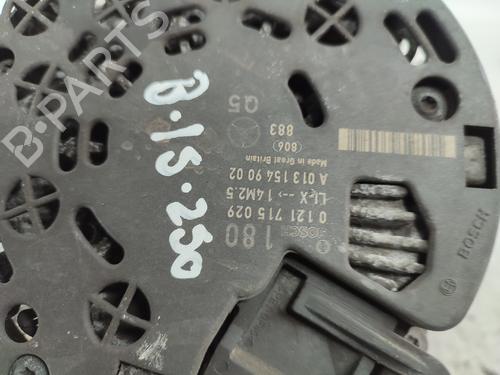 B-PARTS
B.IS.250
180
BOSCH
0 121 715 029
LI-X --> 14M2.5
A 013 154 90 02
Made in Great Britain
806
883
Q5
BOSCH